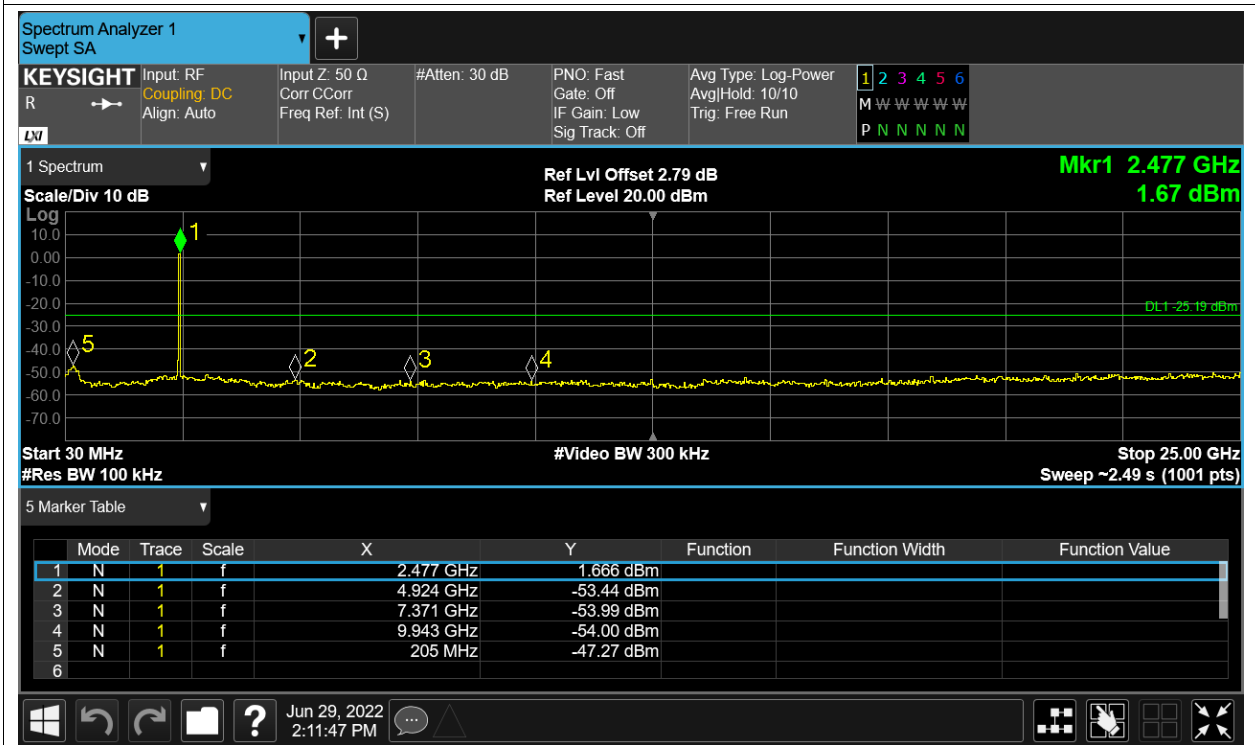 Spectrum Analyzer 1
Swept SA
KEYSIGHT Input: RF Input Z: 50 Ω #Atten: 30 dB PNO: Fast Avg Type: Log-Power 1 2 3 4 5 6
R Coupling: DC Corr CCorr Gate: Off Avg|Hold: 10/10 M W W W W W
Align: Auto Freq Ref: Int (S) IF Gain: Low Trig: Free Run
LXI Sig Track: Off P N N N N N
1 Spectrum Ref Lvl Offset 2.79 dB Mkr1 2.477 GHz
Scale/Div 10 dB Ref Level 20.00 dBm 1.67 dBm
Log
10.0 1
0.00
-10.0
-20.0 DL1 -25.19 dBm
-30.0
-40.0 5 2 3 4
-50.0
-60.0
-70.0
Start 30 MHz #Video BW 300 kHz Stop 25.00 GHz
#Res BW 100 kHz Sweep ~2.49 s (1001 pts)
5 Marker Table
Mode Trace Scale X Y Function Function Width Function Value
1 N 1 f 2.477 GHz 1.666 dBm
2 N 1 f 4.924 GHz -53.44 dBm
3 N 1 f 7.371 GHz -53.99 dBm
4 N 1 f 9.943 GHz -54.00 dBm
5 N 1 f 205 MHz -47.27 dBm
6
? Jun 29, 2022
2:11:47 PM